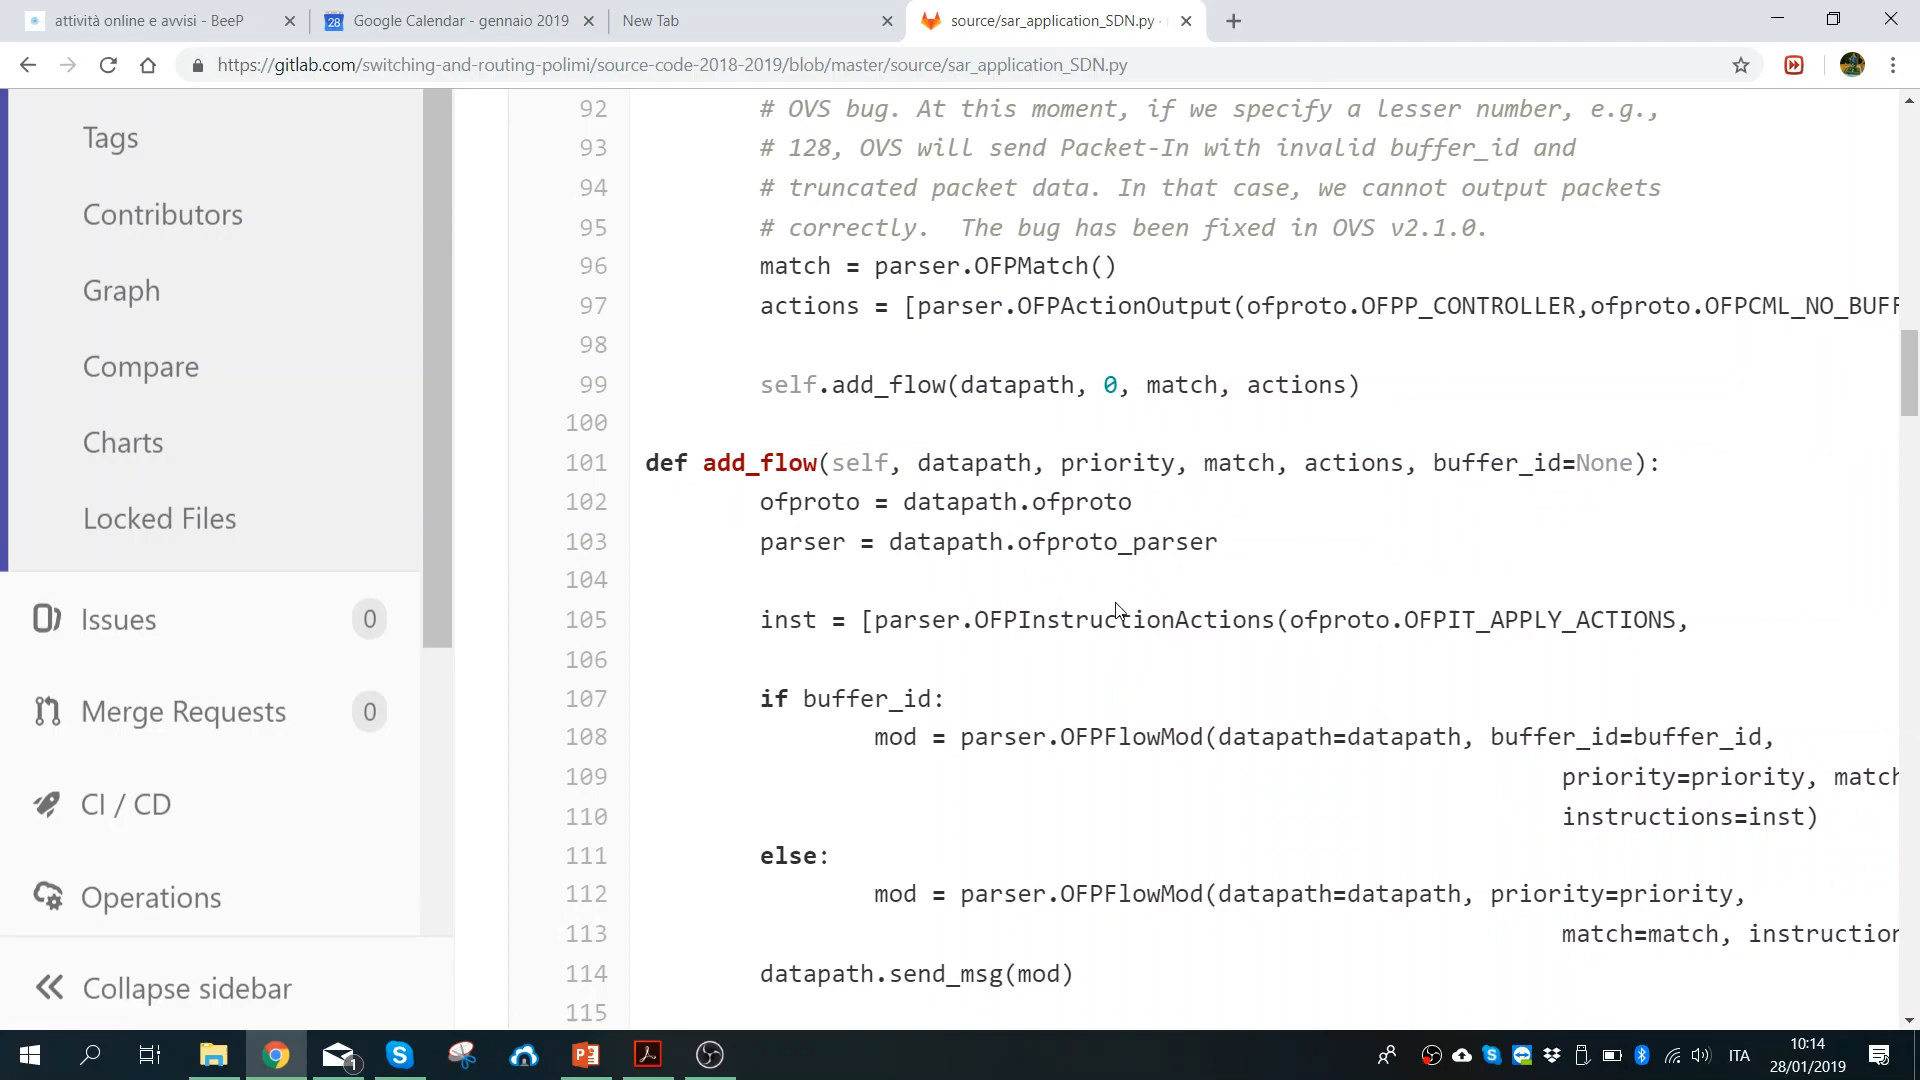 attività online e avvisi - BeeP
Google Calendar - gennaio 2019
New Tab
source/sar_application_SDN.py ·
https://gitlab.com/switching-and-routing-polimi/source-code-2018-2019/blob/master/source/sar_application_SDN.py
Tags
Contributors
Graph
Compare
Charts
Locked Files
Issues 0
Merge Requests 0
CI / CD
Operations
Collapse sidebar
92 # OVS bug. At this moment, if we specify a lesser number, e.g.,
93 # 128, OVS will send Packet-In with invalid buffer_id and
94 # truncated packet data. In that case, we cannot output packets
95 # correctly.  The bug has been fixed in OVS v2.1.0.
96 match = parser.OFPMatch()
97 actions = [parser.OFPActionOutput(ofproto.OFPP_CONTROLLER,ofproto.OFPCML_NO_BUFF
98
99 self.add_flow(datapath, 0, match, actions)
100
101 def add_flow(self, datapath, priority, match, actions, buffer_id=None):
102 ofproto = datapath.ofproto
103 parser = datapath.ofproto_parser
104
105 inst = [parser.OFPInstructionActions(ofproto.OFPIT_APPLY_ACTIONS,
106
107 if buffer_id:
108 mod = parser.OFPFlowMod(datapath=datapath, buffer_id=buffer_id,
109 priority=priority, match
110 instructions=inst)
111 else:
112 mod = parser.OFPFlowMod(datapath=datapath, priority=priority,
113 match=match, instruction
114 datapath.send_msg(mod)
115
1
ITA
10:14
28/01/2019